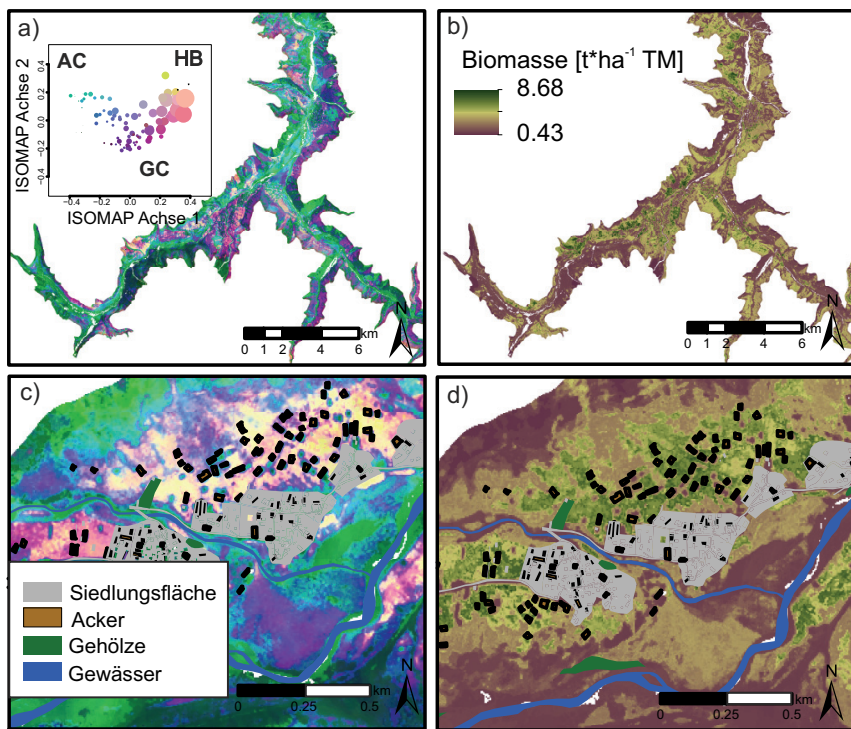 a)
AC
HB
GC
ISOMAP Achse 2
-0.4 -0.2 0.0 0.2 0.4
−0.4 −0.2 0.0 0.2 0.4
ISOMAP Achse 1
N
km
0 1 2 4 6
b)
Biomasse [t*ha-1 TM]
8.68
0.43
N
km
0 1 2 4 6
c)
Siedlungsfläche
Acker
Gehölze
Gewässer
N
km
0 0.25 0.5
d)
N
km
0 0.25 0.5